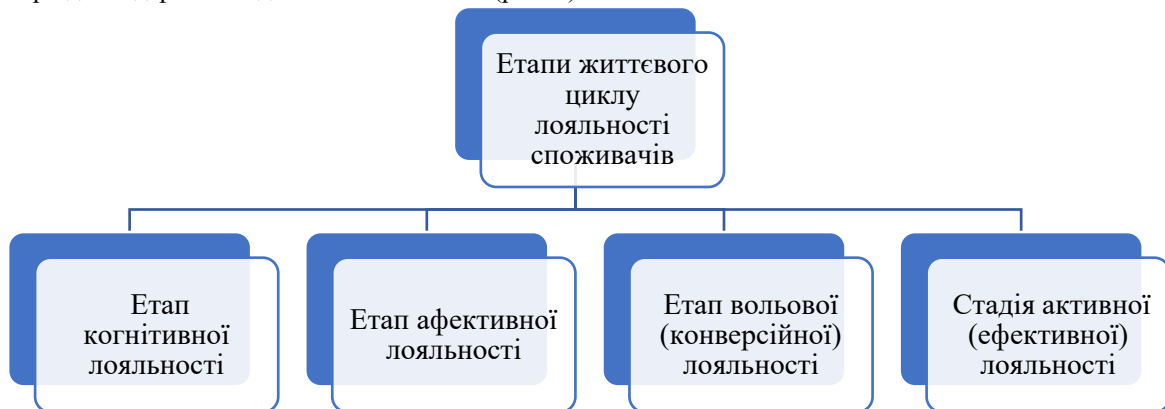 Етапи життєвого
циклу
лояльності
споживачів
Етап
когнітивної
лояльності
Етап афективної
лояльності
Етап вольової
(конверсійної)
лояльності
Стадія активної
(ефективної)
лояльності